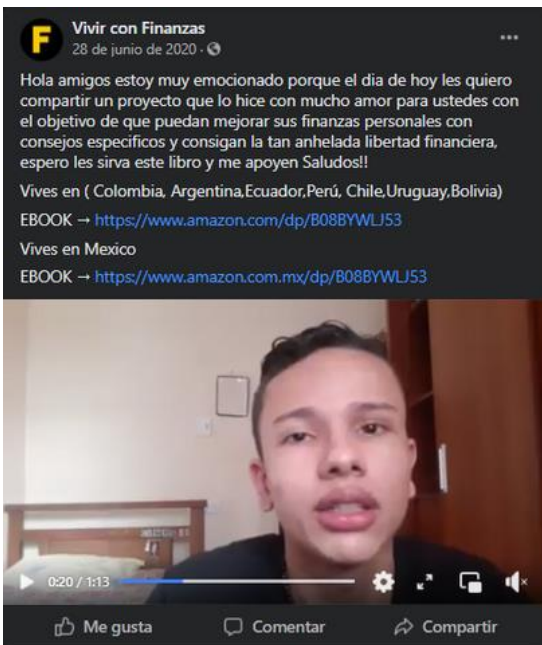 F
Vivir con Finanzas
28 de junio de 2020 ·
Hola amigos estoy muy emocionado porque el dia de hoy les quiero
compartir un proyecto que lo hice con mucho amor para ustedes con
el objetivo de que puedan mejorar sus finanzas personales con
consejos especificos y consigan la tan anhelada libertad financiera,
espero les sirva este libro y me apoyen Saludos!!
Vives en ( Colombia, Argentina,Ecuador,Perú, Chile,Uruguay,Bolivia)
EBOOK → https://www.amazon.com/dp/B08BYWLJ53
Vives en Mexico
EBOOK → https://www.amazon.com.mx/dp/B08BYWLJ53
0:20 / 1:13
Me gusta
Comentar
Compartir